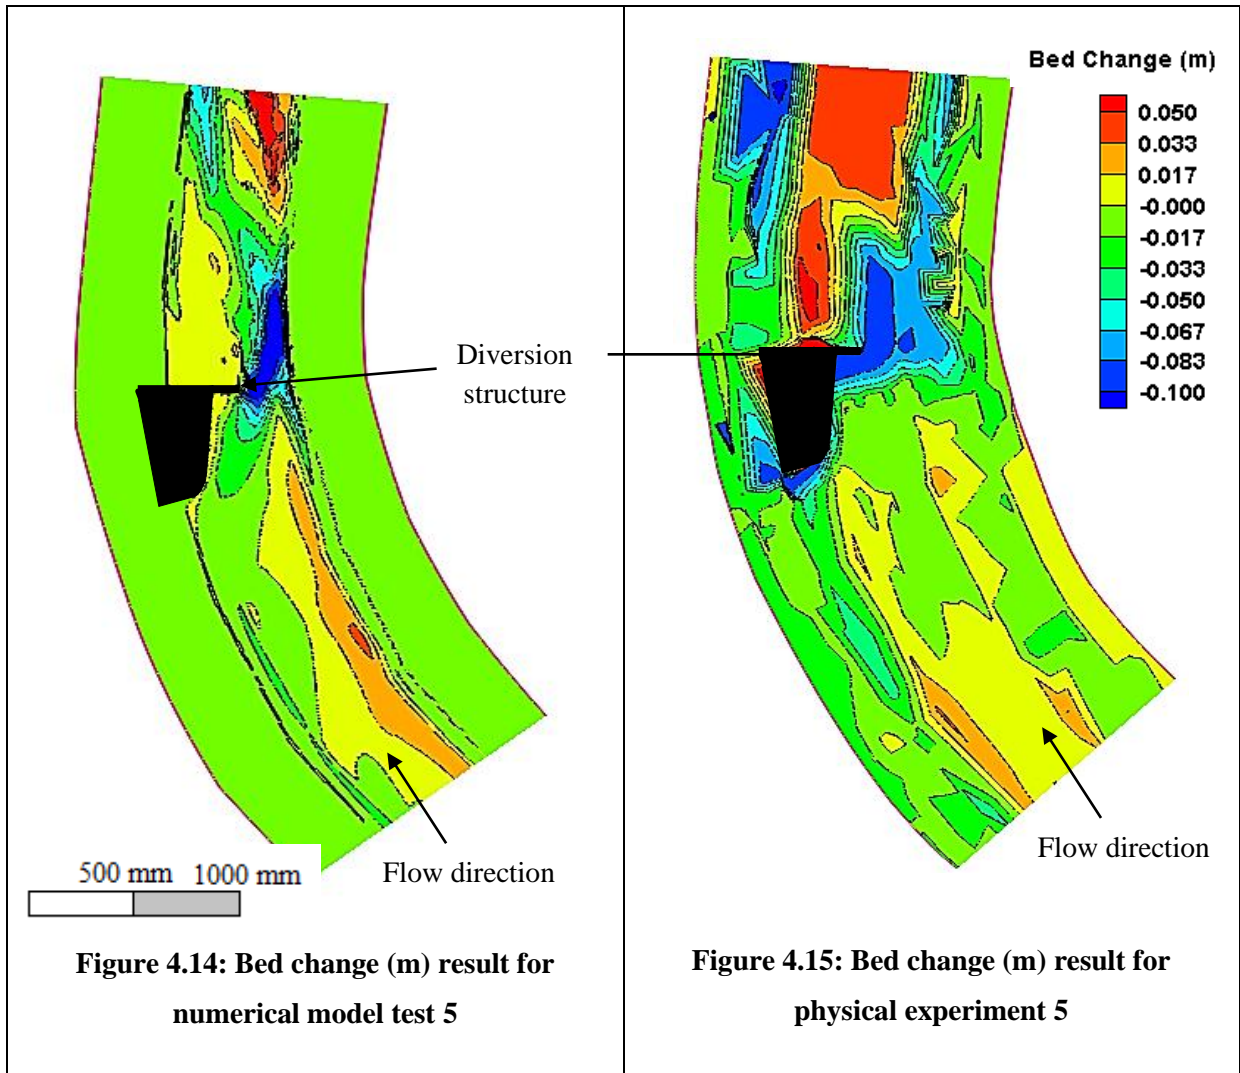 Bed Change (m)
0.050
0.033
0.017
-0.000
-0.017
-0.033
-0.050
-0.067
-0.083
-0.100
Diversion
structure
Flow direction
Flow direction
500 mm 1000 mm
Figure 4.14: Bed change (m) result for
numerical model test 5
Figure 4.15: Bed change (m) result for
physical experiment 5